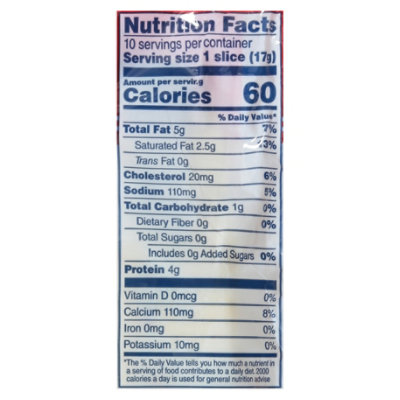 Nutrition Facts
10 servings per container
Serving size 1 slice (17g)
Amount per serving
Calories 60
% Daily Value*
Total Fat 5g 7%
Saturated Fat 2.5g 13%
Trans Fat 0g
Cholesterol 20mg 6%
Sodium 110mg 5%
Total Carbohydrate 1g 0%
Dietary Fiber 0g 0%
Total Sugars 0g
Includes 0g Added Sugars 0%
Protein 4g
Vitamin D 0mcg 0%
Calcium 110mg 8%
Iron 0mg 0%
Potassium 10mg 0%
*The % Daily Value tells you how much a nutrient in
a serving of food contributes to a daily diet. 2000
calories a day is used for general nutrition advise